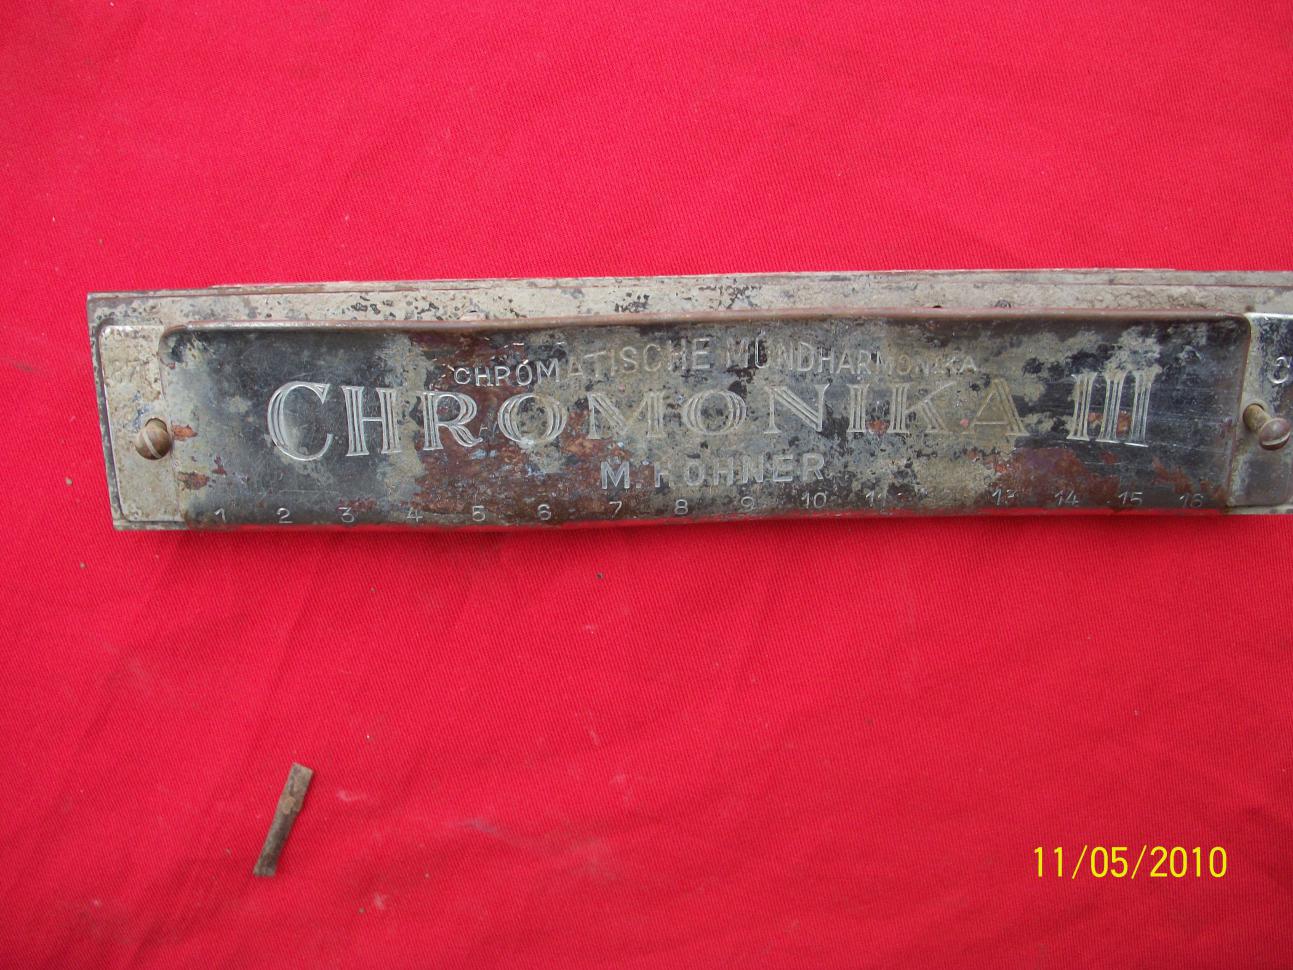 CHROMATISCHE MUNDHARMONIKA
CHROMONIKA III
M. HOHNER
1 2 3 4 5 6 7 8 9 10 11 12 13 14 15 16
C
11/05/2010